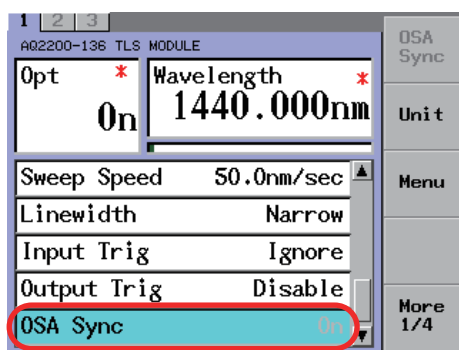 1 2 3
AQ2200-136 TLS MODULE
Opt *
On
Wavelength *
1440.000nm
Sweep Speed 50.0nm/sec
Linewidth Narrow
Input Trig Ignore
Output Trig Disable
OSA Sync On
OSA
Sync
Unit
Menu
More
1/4